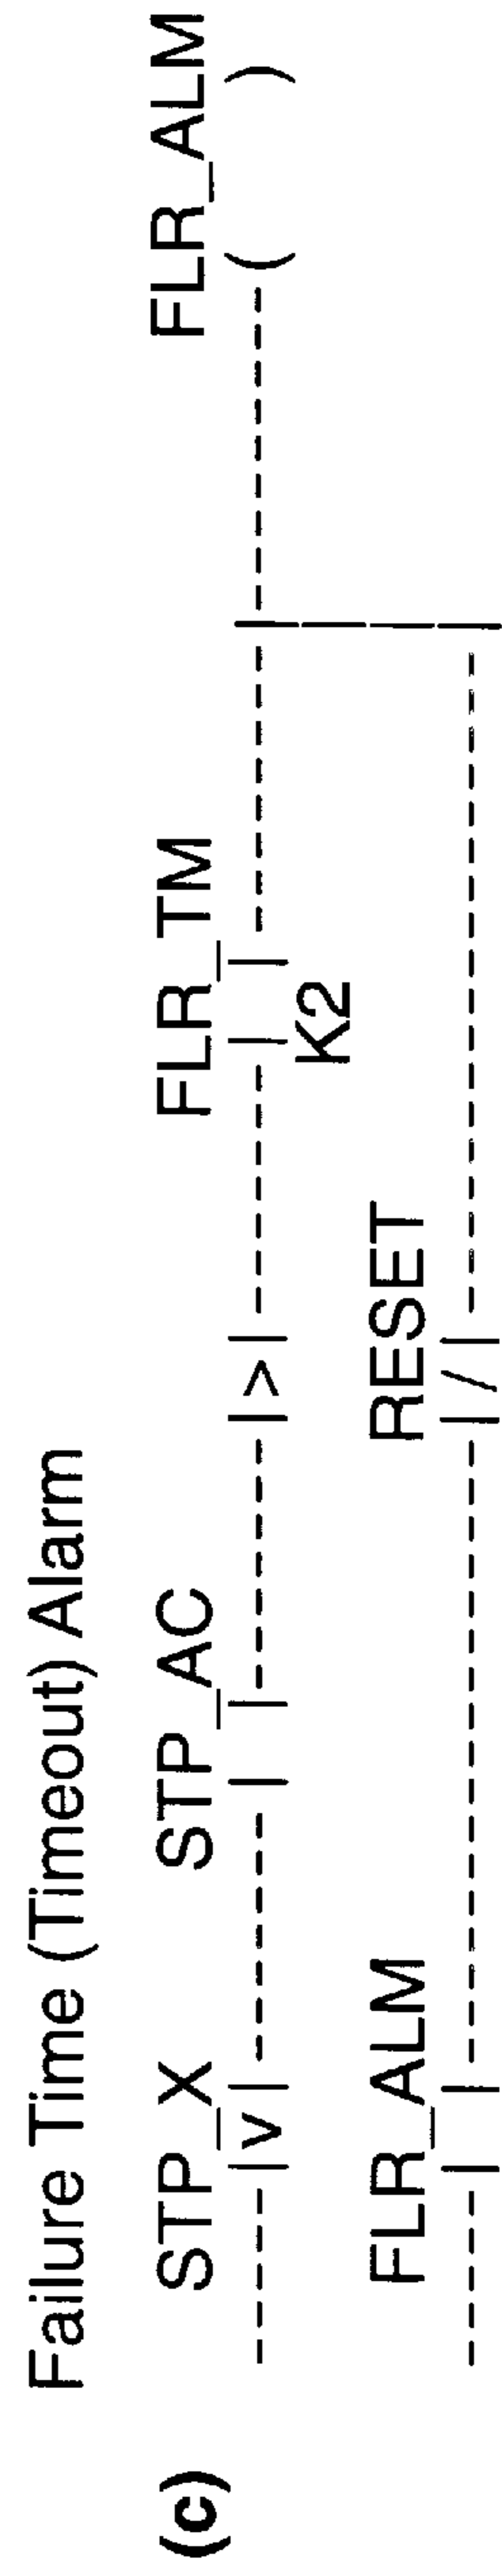 Failure Time (Timeout) Alarm
(c) STP_X STP_AC FLR_TM FLR_ALM
-----|v|--------| |--------|>|--------| |----------------( )
K2
FLR_ALM RESET
-----| |----------------|/|----------------